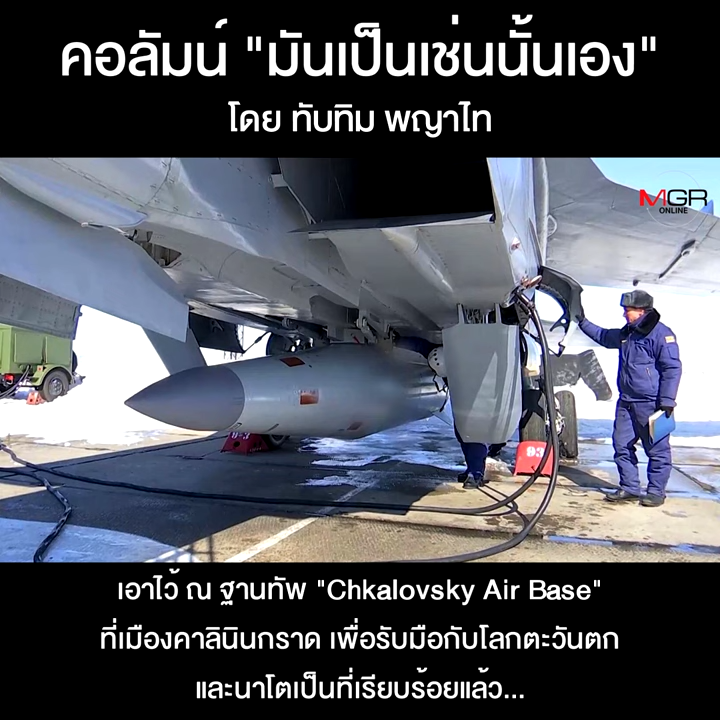 คอลัมน์ "มันเป็นเช่นนั้นเอง"
โดย ทับทิม พญาไท
MGR
ONLINE
93
เอาไว้ ณ ฐานทัพ "Chkalovsky Air Base"
ที่เมืองคาลินินกราด เพื่อรับมือกับโลกตะวันตก
และนาโตเป็นที่เรียบร้อยแล้ว...